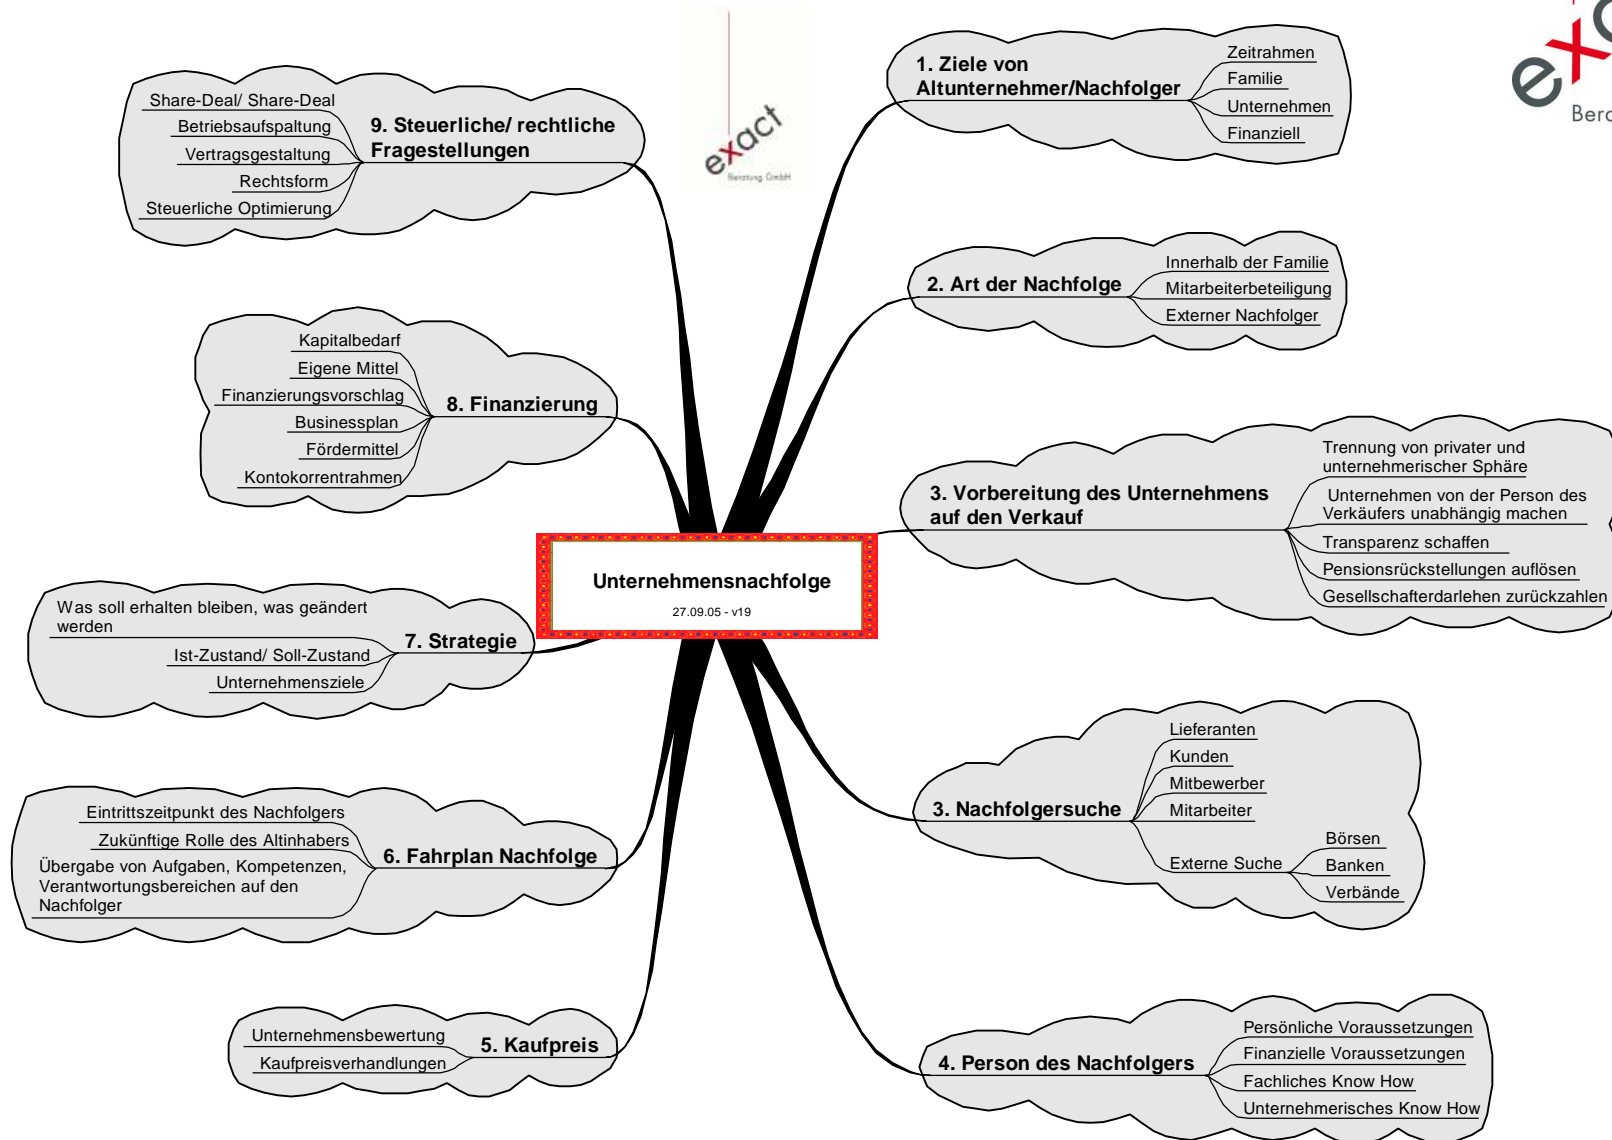 exact
Beratung GmbH
Unternehmensnachfolge
27.09.05 - v19
1. Ziele von
Altunternehmer/Nachfolger
Zeitrahmen
Familie
Unternehmen
Finanziell
2. Art der Nachfolge
Innerhalb der Familie
Mitarbeiterbeteiligung
Externer Nachfolger
3. Vorbereitung des Unternehmens
auf den Verkauf
Trennung von privater und
unternehmerischer Sphäre
Unternehmen von der Person des
Verkäufers unabhängig machen
Transparenz schaffen
Pensionsrückstellungen auflösen
Gesellschafterdarlehen zurückzahlen
3. Nachfolgersuche
Lieferanten
Kunden
Mitbewerber
Mitarbeiter
Externe Suche
Börsen
Banken
Verbände
4. Person des Nachfolgers
Persönliche Voraussetzungen
Finanzielle Voraussetzungen
Fachliches Know How
Unternehmerisches Know How
5. Kaufpreis
Unternehmensbewertung
Kaufpreisverhandlungen
6. Fahrplan Nachfolge
Eintrittszeitpunkt des Nachfolgers
Zukünftige Rolle des Altinhabers
Übergabe von Aufgaben, Kompetenzen,
Verantwortungsbereichen auf den
Nachfolger
7. Strategie
Was soll erhalten bleiben, was geändert
werden
Ist-Zustand/ Soll-Zustand
Unternehmensziele
8. Finanzierung
Kapitalbedarf
Eigene Mittel
Finanzierungsvorschlag
Businessplan
Fördermittel
Kontokorrentrahmen
9. Steuerliche/ rechtliche
Fragestellungen
Share-Deal/ Share-Deal
Betriebsaufspaltung
Vertragsgestaltung
Rechtsform
Steuerliche Optimierung